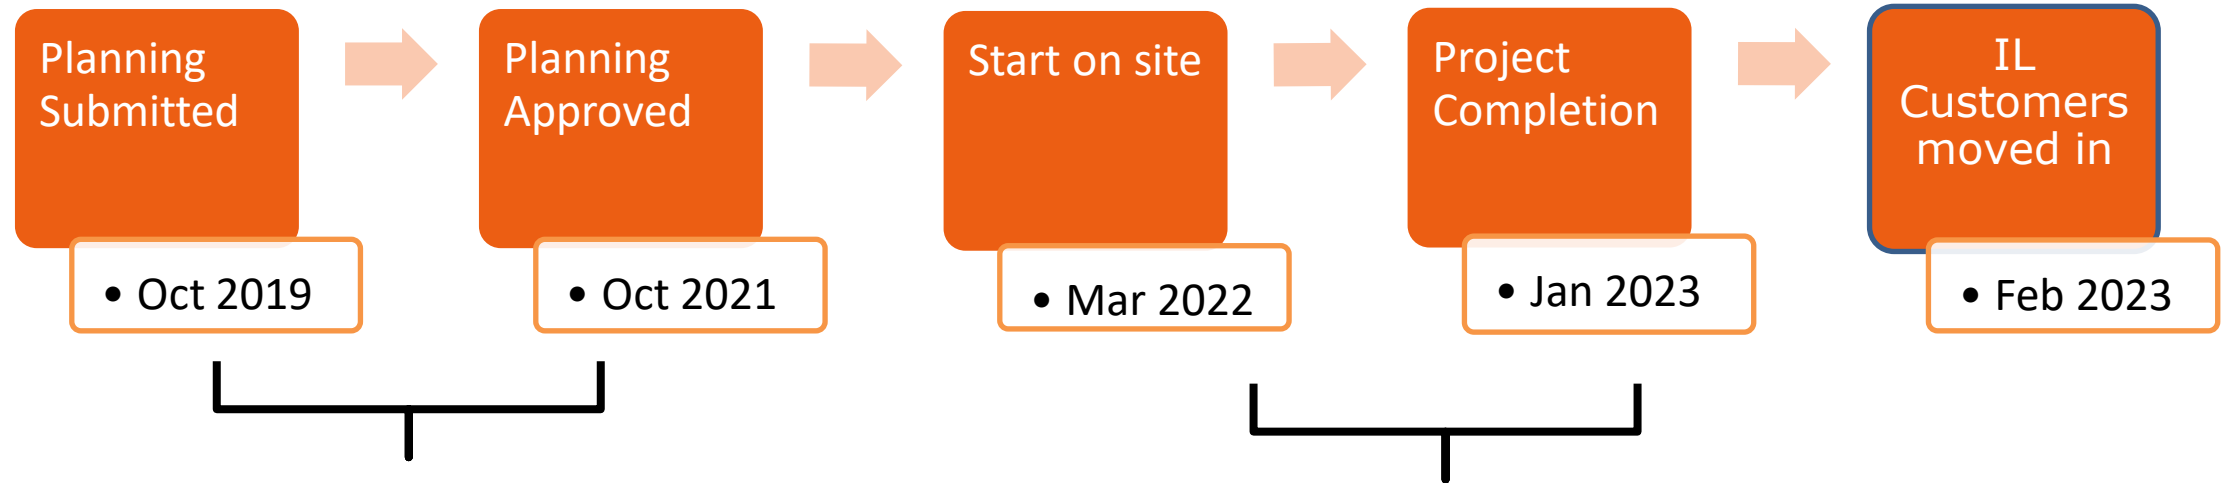 Planning
Submitted
• Oct 2019
Planning
Approved
• Oct 2021
Start on site
• Mar 2022
Project
Completion
• Jan 2023
IL
Customers
moved in
• Feb 2023